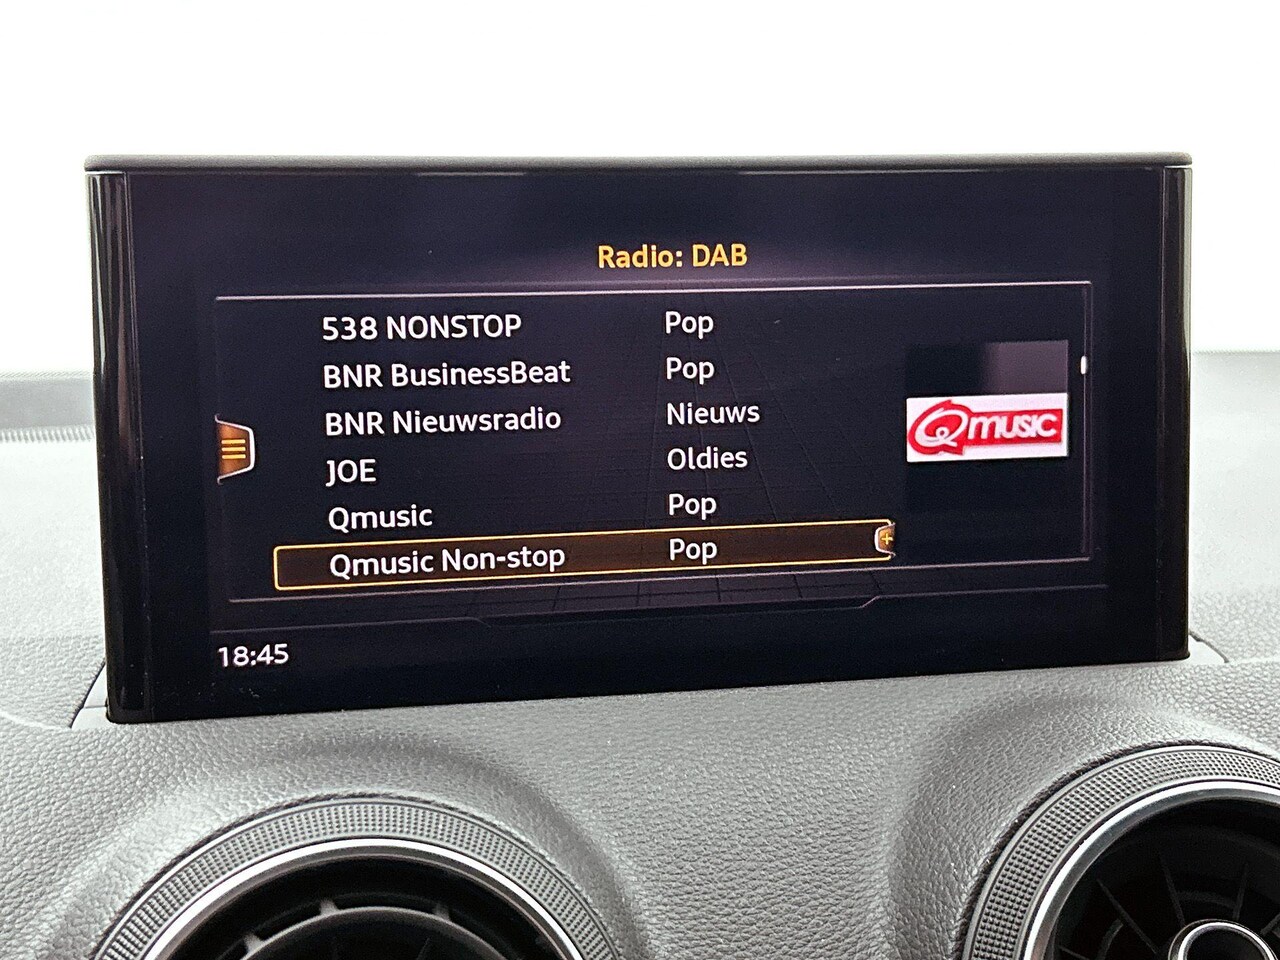 Radio: DAB
538 NONSTOP Pop
BNR BusinessBeat Pop
BNR Nieuwsradio Nieuws
JOE Oldies
Qmusic Pop
Qmusic Non-stop Pop
Qmusic
18:45